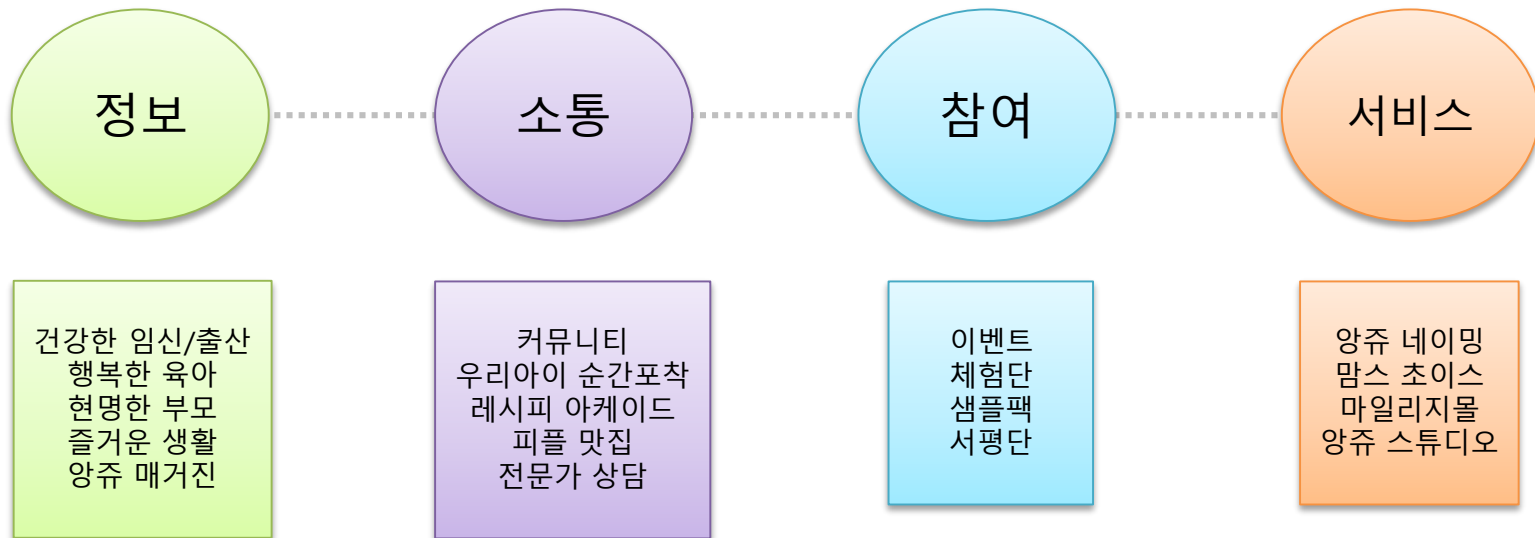 정보
소통
참여
서비스
건강한 임신/출산
행복한 육아
현명한 부모
즐거운 생활
앙쥬 매거진
커뮤니티
우리아이 순간포착
레시피 아케이드
피플 맛집
전문가 상담
이벤트
체험단
샘플팩
서평단
앙쥬 네이밍
맘스 초이스
마일리지몰
앙쥬 스튜디오